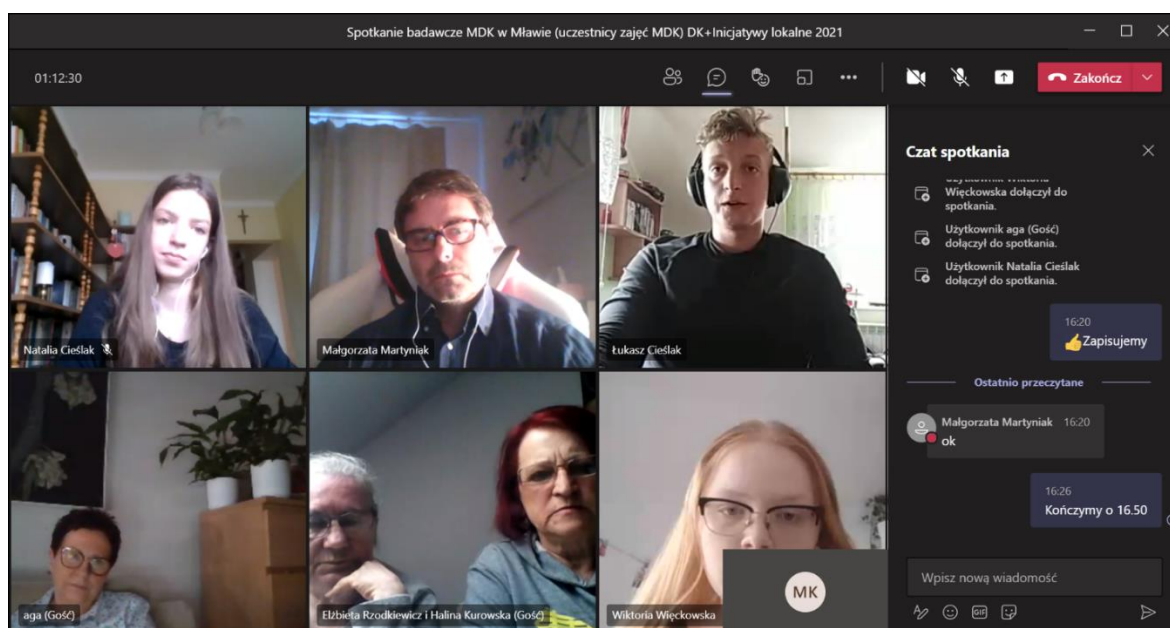 Spotkanie badawcze MDK w Mławie (uczestnicy zajęć MDK) DK+Inicjatywy lokalne 2021
01:12:30
Zakończ
Natalia Cieślak
Małgorzata Martyniak
Łukasz Cieślak
aga (Gość)
Elżbieta Rzodkiewicz i Halina Kurowska (Gość)
Wiktoria Więckowska
MK
Czat spotkania
Użytkownik Wiktoria
Więckowska dołączył do
spotkania.
Użytkownik aga (Gość)
dołączył do spotkania.
Użytkownik Natalia Cieślak
dołączył do spotkania.
16:20
👍Zapisujemy
Ostatnio przeczytane
Małgorzata Martyniak 16:20
ok
16:26
Kończymy o 16.50
Wpisz nową wiadomość
GIF